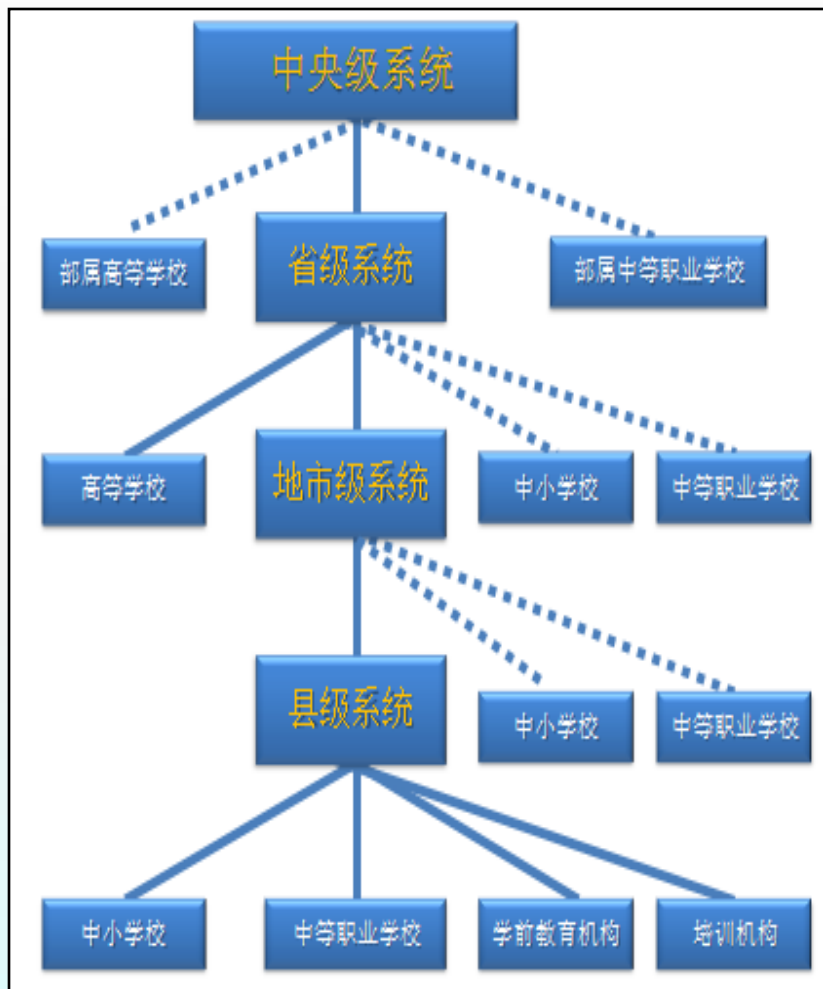 中央级系统
部属高等学校
省级系统
部属中等职业学校
高等学校
地市级系统
中小学校
中等职业学校
县级系统
中小学校
中等职业学校
中小学校
中等职业学校
学前教育机构
培训机构